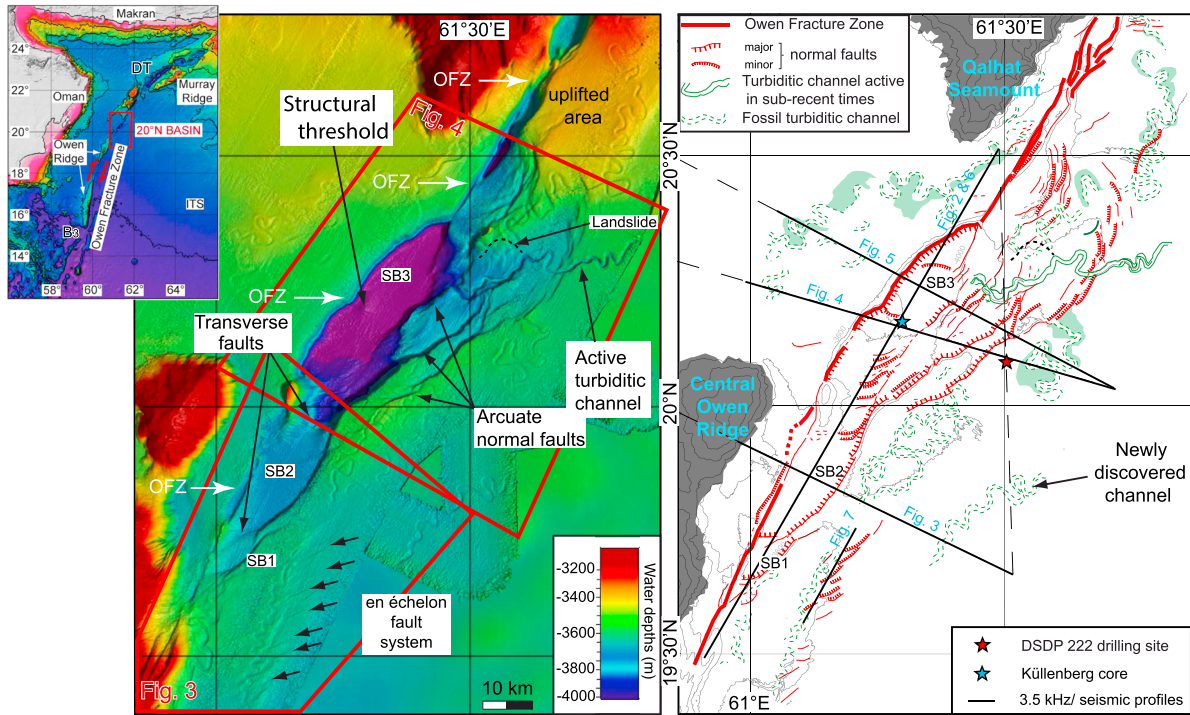 Makran
24°
DT
Oman
Murray
Ridge
22°
20°
20°N BASIN
Owen
Ridge
18°
Owen Fracture Zone
16°
ITS
B3
14°
58°
60°
62°
64°
61°30'E
OFZ
uplifted
area
Structural
threshold
Fig. 4
20°30'N
OFZ
Landslide
SB3
OFZ
Transverse
faults
Active
turbiditic
channel
Arcuate
normal faults
20°N
SB2
OFZ
SB1
en échelon
fault
system
-3200
-3400
-3600
-3800
-4000
Water depths (m)
19°30'N
Fig. 3
10 km
Owen Fracture Zone
major
minor
normal faults
Turbiditic channel active
in sub-recent times
Fossil turbiditic channel
61°30'E
Qalhat
Seamount
Fig. 2 & 6
Fig. 5
SB3
Fig. 4
Central
Owen
Ridge
Newly
discovered
channel
SB2
Fig. 7
Fig. 3
SB1
61°E
DSDP 222 drilling site
Küllenberg core
3.5 kHz/ seismic profiles